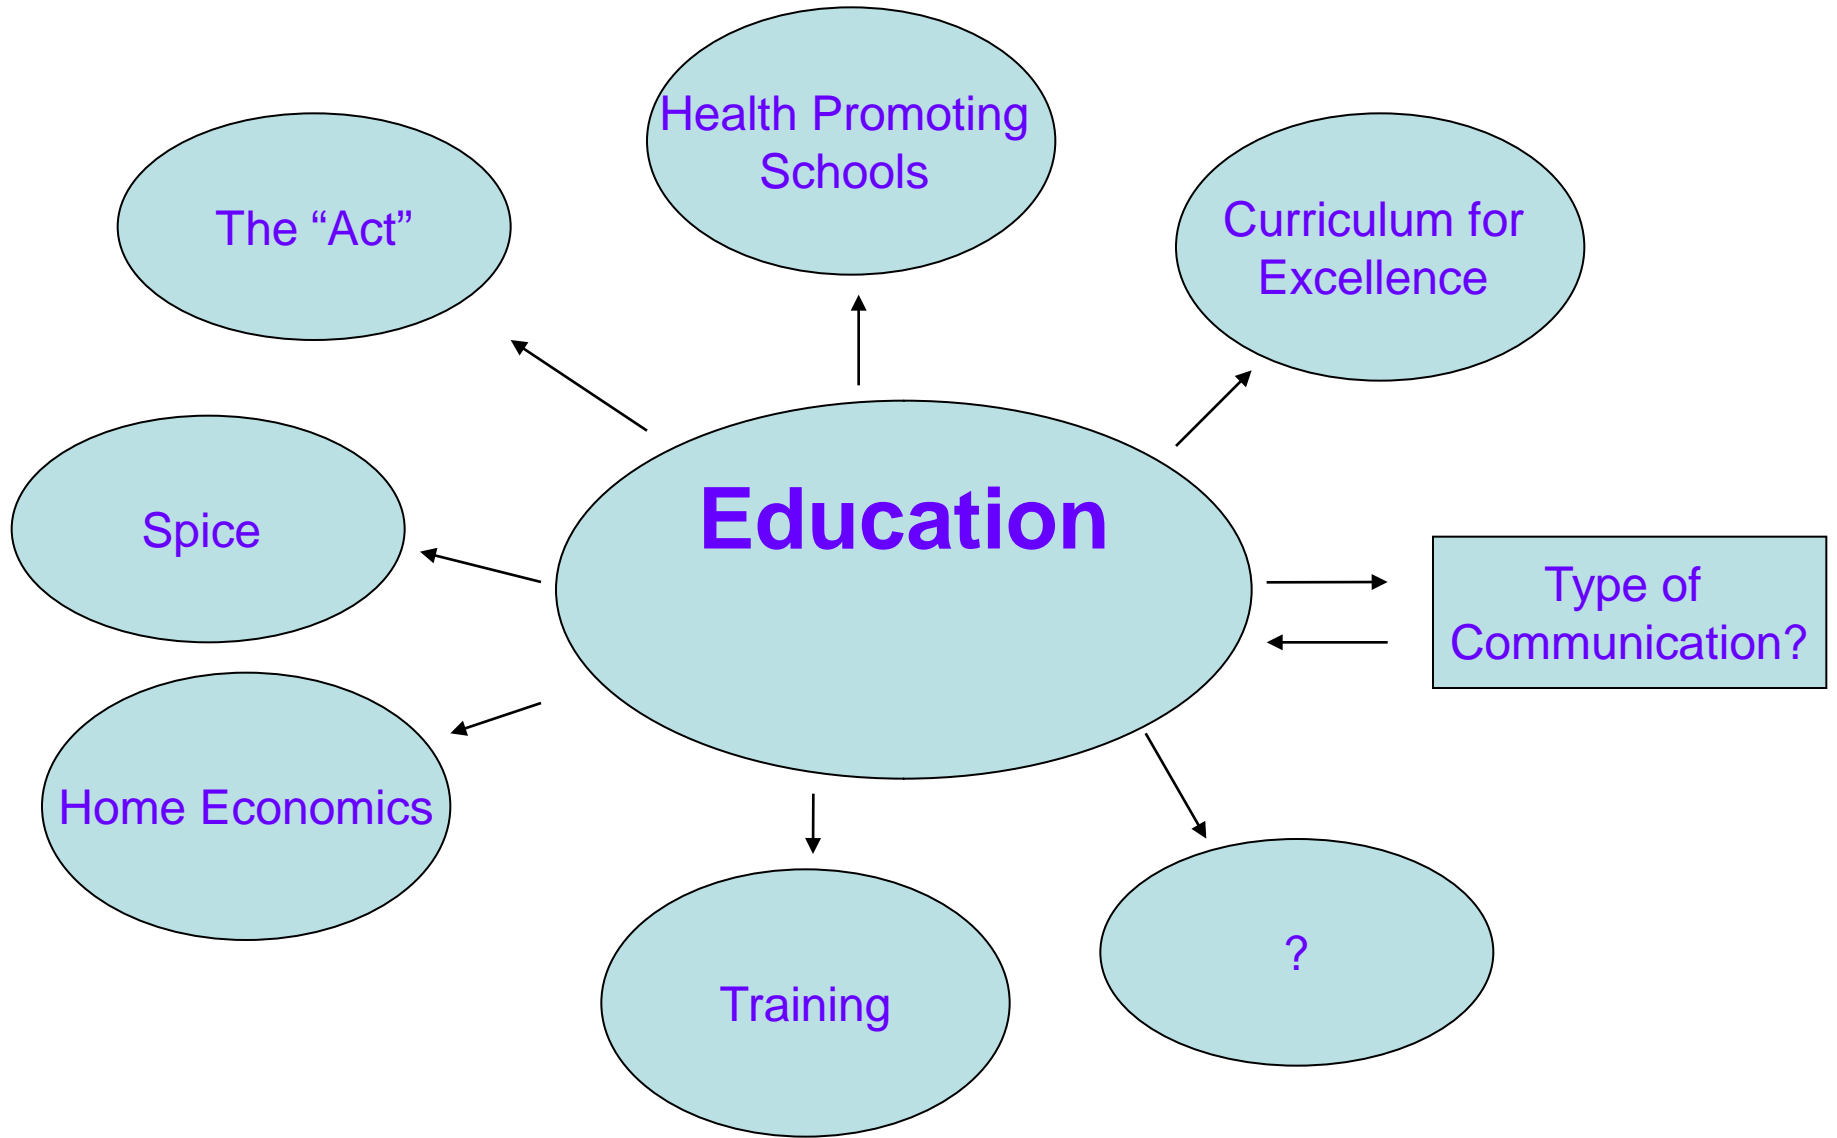 Health Promoting
Schools
The “Act”
Curriculum for
Excellence
Education
Spice
Type of
Communication?
Home Economics
?
Training